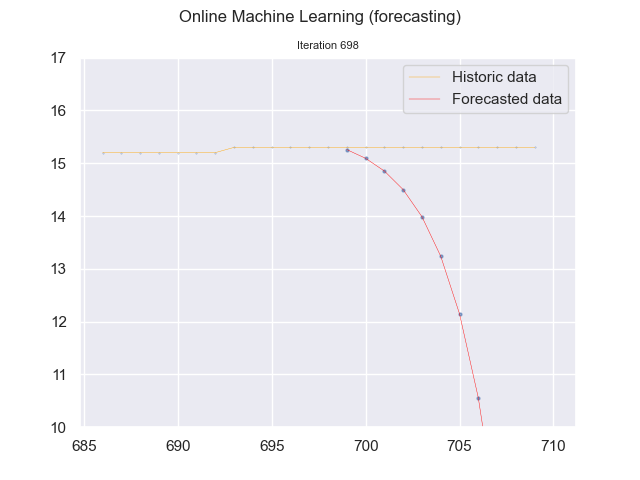 Online Machine Learning (forecasting)
Iteration 698
Historic data
Forecasted data
17
16
15
14
13
12
11
10
685 690 695 700 705 710